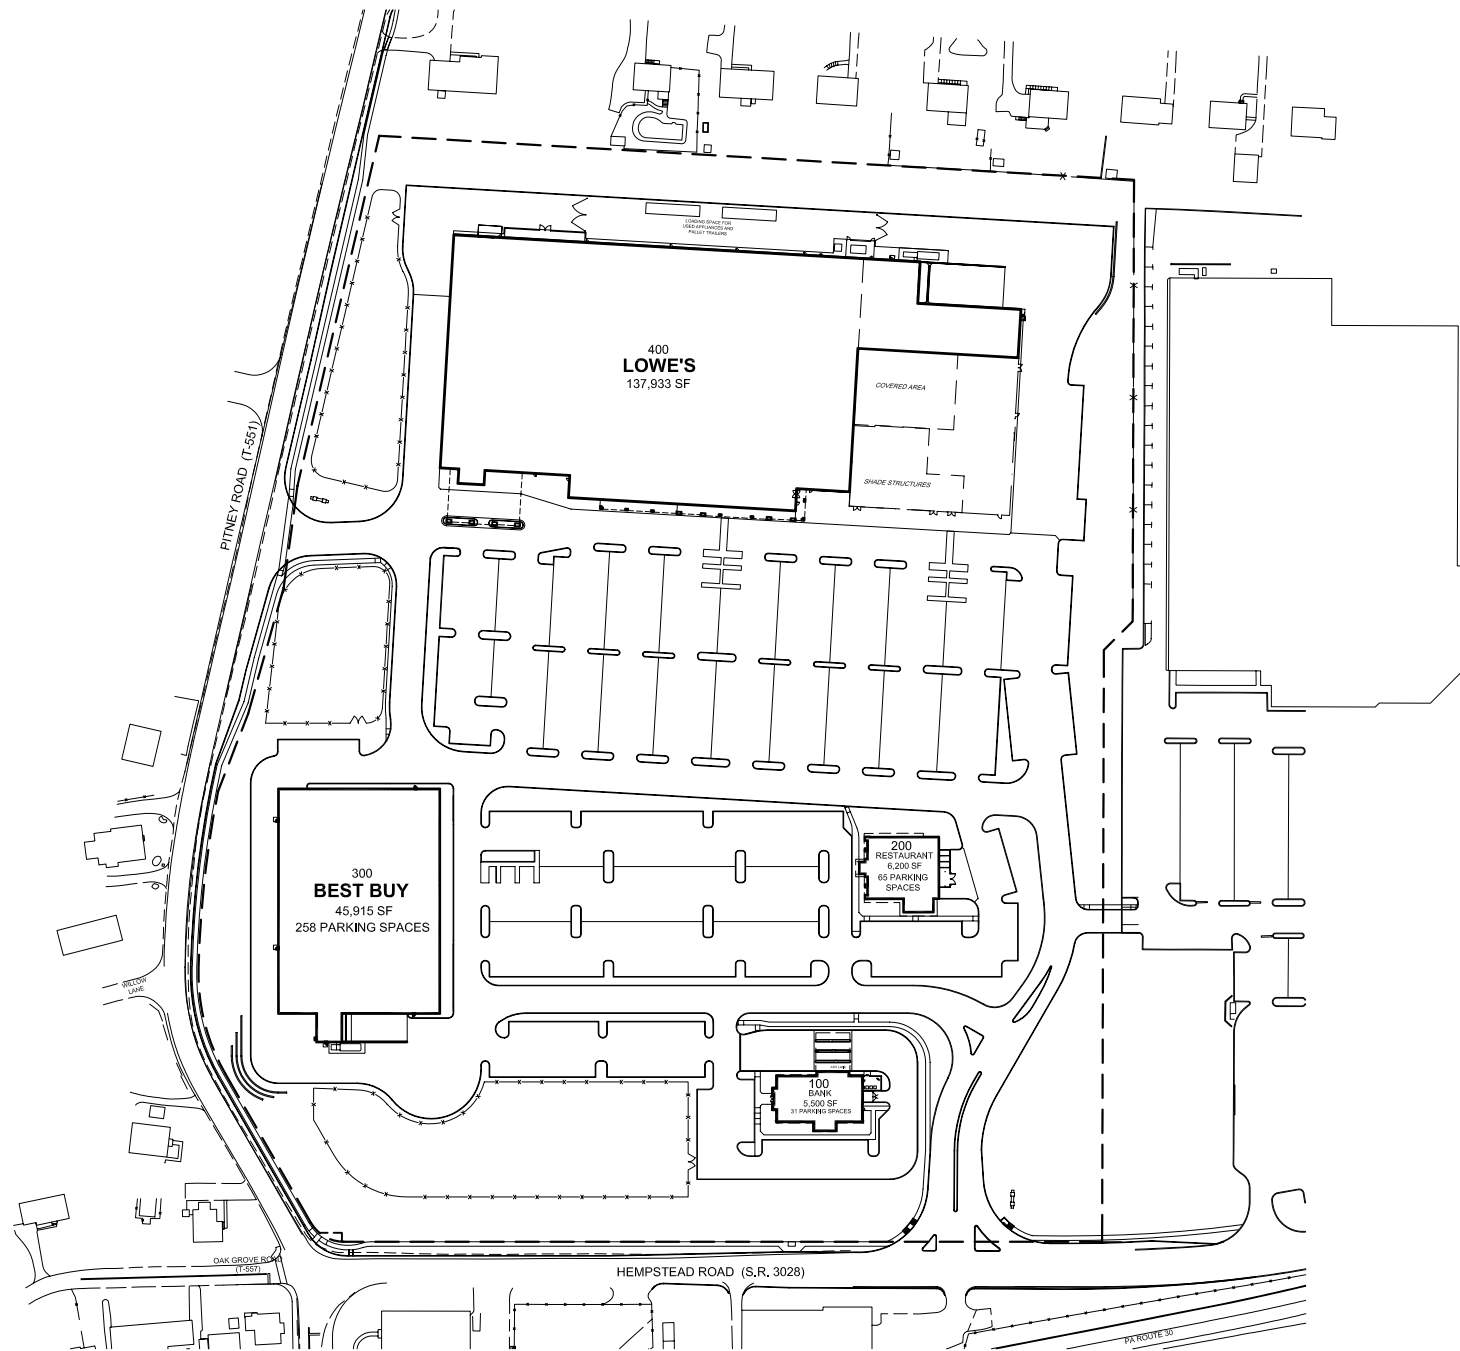 LOADING SPACE FOR
USED APPLIANCES AND
PALLET TRAILERS
400
LOWE'S
137,933 SF
COVERED AREA
SHADE STRUCTURES
PITNEY ROAD (T-551)
200
RESTAURANT
6,200 SF
65 PARKING
SPACES
300
BEST BUY
45,915 SF
258 PARKING SPACES
WILLOW
LANE
100
BANK
5,500 SF
31 PARKING SPACES
OAK GROVE ROAD
(T-557)
HEMPSTEAD ROAD (S.R. 3028)
PA ROUTE 30